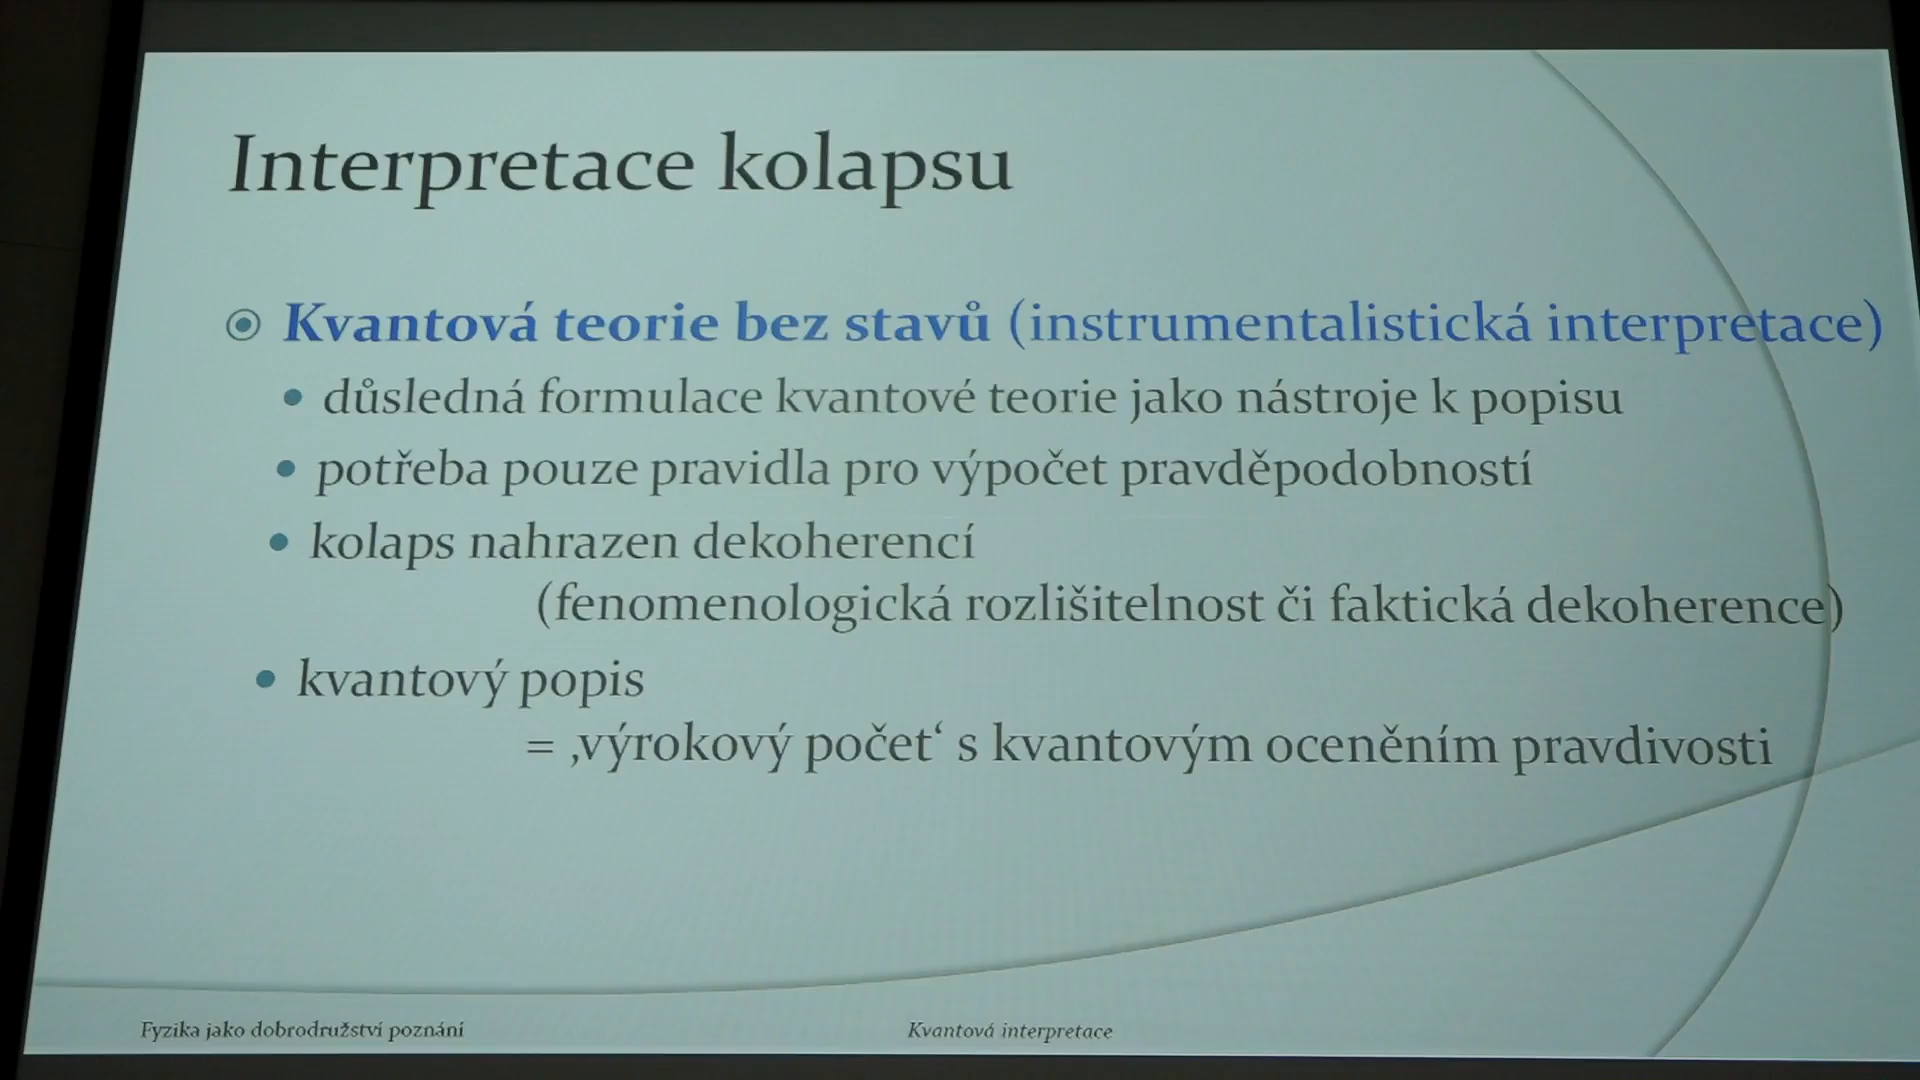 Interpretace kolapsu
Kvantová teorie bez stavů (instrumentalistická interpretace)
důsledná formulace kvantové teorie jako nástroje k popisu
potřeba pouze pravidla pro výpočet pravděpodobností
kolaps nahrazen dekoherencí
(fenomenologická rozlišitelnost či faktická dekoherence)
kvantový popis
= ‚výrokový počet‘ s kvantovým oceněním pravdivosti
Fyzika jako dobrodružství poznání
Kvantová interpretace